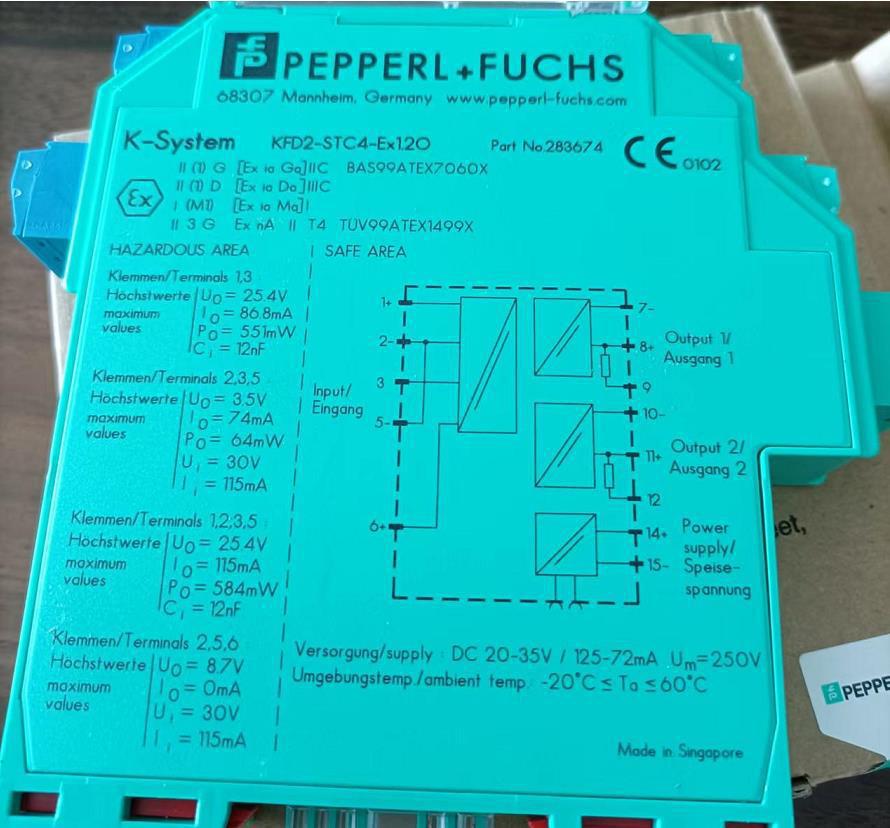 PEPPERL+FUCHS
68307 Mannheim, Germany www.pepperl-fuchs.com
K-System KFD2-STC4-Ex1.2O Part No.283674 CE 0102
II (1) G [Ex ia Ga]IIC BAS99ATEX7060X
II (1) D [Ex ia Da]IIIC
Ex
I (M1) [Ex ia Ma]I
II 3 G Ex nA II T4 TÜV99ATEX1499X
HAZARDOUS AREA | SAFE AREA
Klemmen/Terminals 1,3
Höchstwerte U₀ = 25.4V
maximum I₀ = 86.8mA
values P₀ = 551mW
Cᵢ = 12nF
Klemmen/Terminals 2,3,5
Höchstwerte U₀ = 3.5V
maximum I₀ = 74mA
values P₀ = 64mW
Uᵢ = 30V
Iᵢ = 115mA
Klemmen/Terminals 1,2;3,5
Höchstwerte U₀ = 25.4V
maximum I₀ = 115mA
values P₀ = 584mW
Cᵢ = 12nF
Klemmen/Terminals 2,5,6
Höchstwerte U₀ = 8.7V
maximum I₀ = 0mA
values Uᵢ = 30V
Iᵢ = 115mA
Input/
Eingang
1+
2-
3
5-
6+
7-
8+
9
Output 1/
Ausgang 1
10-
11+
12
Output 2/
Ausgang 2
14+
15-
Power
supply/
Speise-
spannung
Versorgung/supply : DC 20-35V / 125-72mA Um=250V
Umgebungstemp./ambient temp. -20°C ≤ Ta ≤ 60°C
Made in Singapore
et,
PEPPE